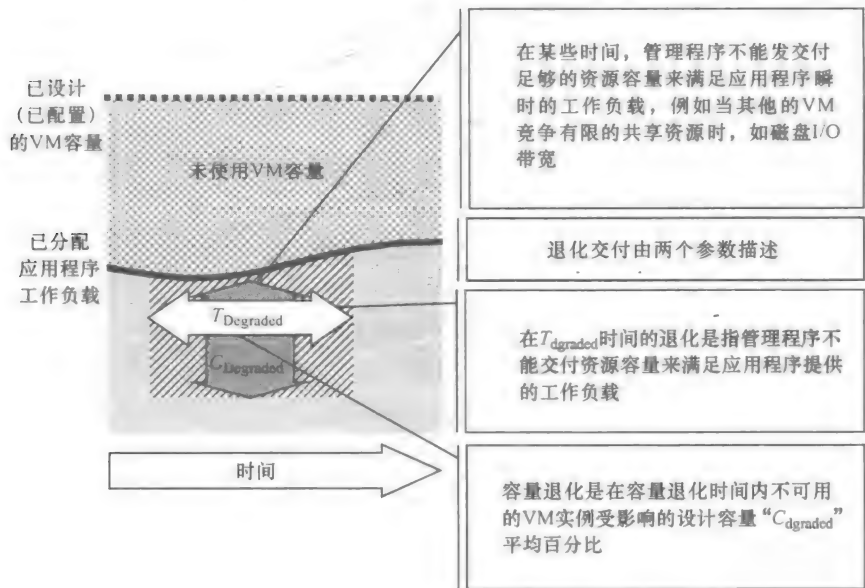 已设计
（已配置）
的VM容量
未使用VM容量
已分配
应用程序
工作负载
T Degraded
C Degraded
时间
在某些时间，管理程序不能发交付
足够的资源容量来满足应用程序瞬
时的工作负载，例如当其他的VM
竞争有限的共享资源时，如磁盘I/O
带宽
退化交付由两个参数描述
在T dgraded时间的退化是指管理程序不
能交付资源容量来满足应用程序提供
的工作负载
容量退化是在容量退化时间内不可用
的VM实例受影响的设计容量“C dgraded”
平均百分比